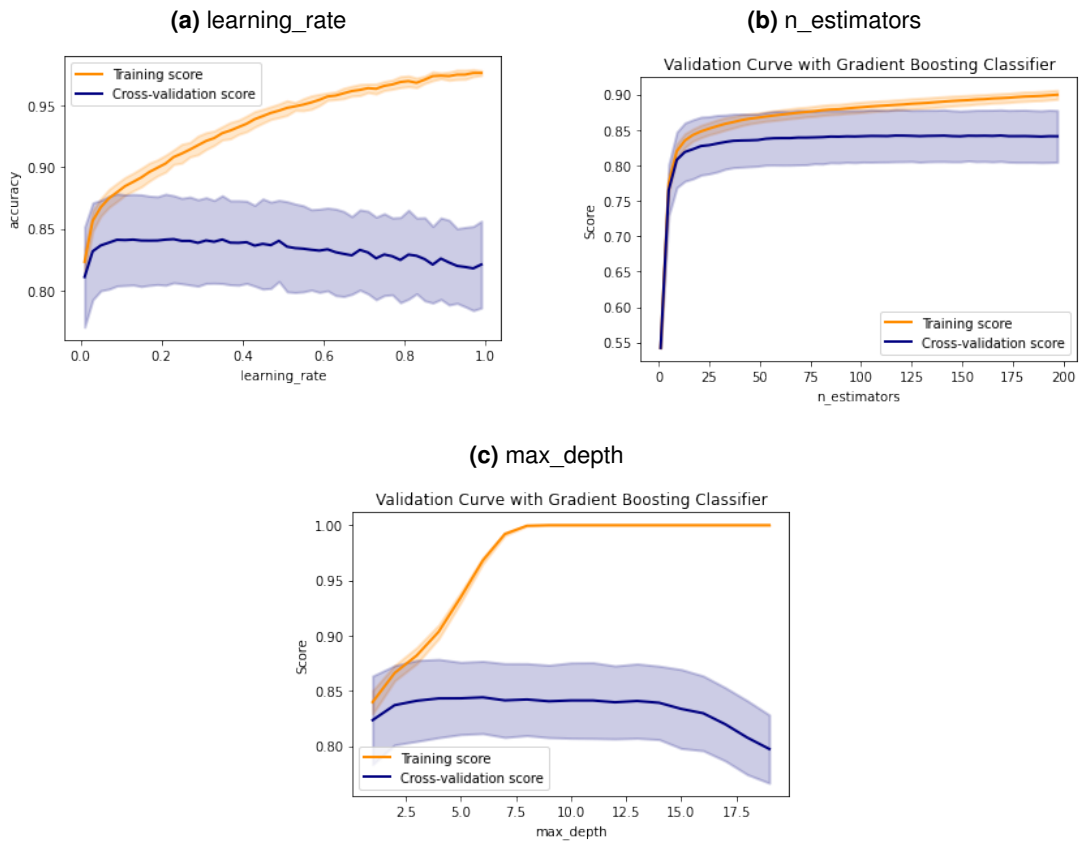 (a) learning_rate
Training score
Cross-validation score
0.95
0.90
0.85
0.80
accuracy
0.0 0.2 0.4 0.6 0.8 1.0
learning_rate
(b) n_estimators
Validation Curve with Gradient Boosting Classifier
0.90
0.85
0.80
0.75
0.70
0.65
0.60
0.55
Score
Training score
Cross-validation score
0 25 50 75 100 125 150 175 200
n_estimators
(c) max_depth
Validation Curve with Gradient Boosting Classifier
1.00
0.95
0.90
0.85
0.80
Score
Training score
Cross-validation score
2.5 5.0 7.5 10.0 12.5 15.0 17.5
max_depth